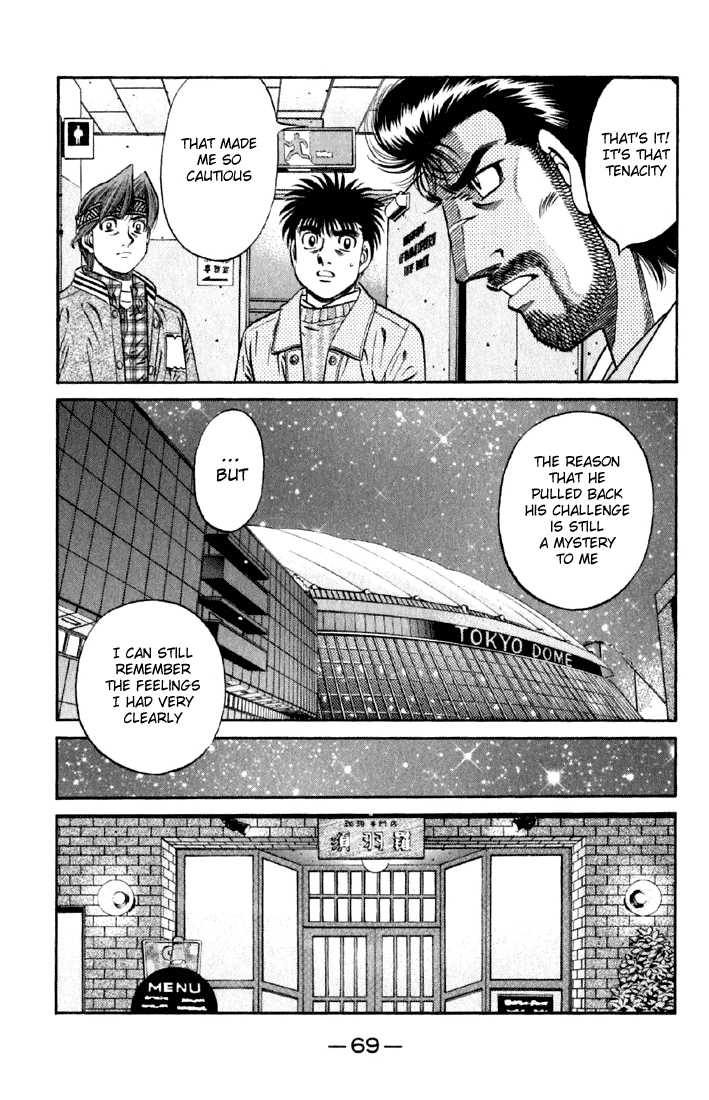 THAT'S IT!
IT'S THAT
TENACITY
THAT MADE
ME SO
CAUTIOUS
THE REASON
THAT HE
PULLED BACK
HIS CHALLENGE
IS STILL
A MYSTERY
TO ME
...
BUT
TOKYO DOME
I CAN STILL
REMEMBER
THE FEELINGS
I HAD VERY
CLEARLY
MENU
—69—